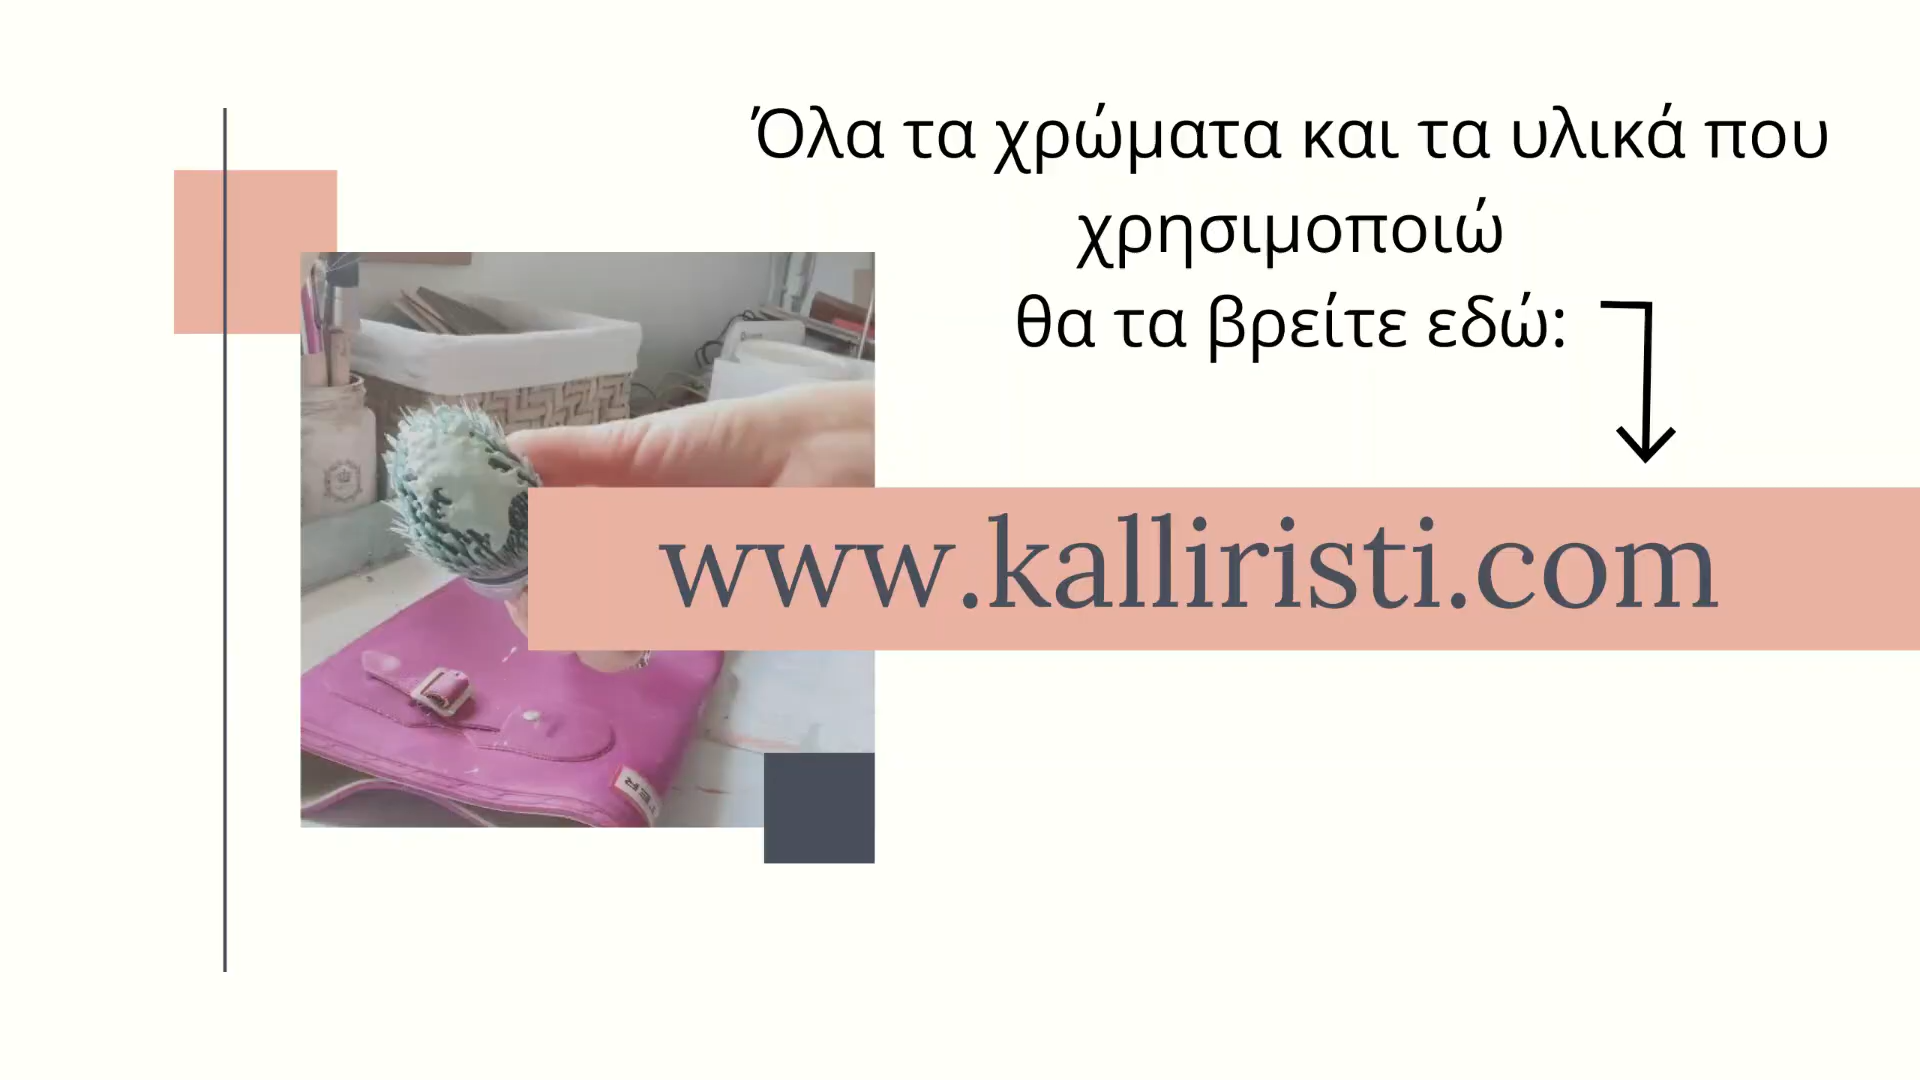 Όλα τα χρώματα και τα υλικά που
χρησιμοποιώ
θα τα βρείτε εδώ:
www.kalliristi.com